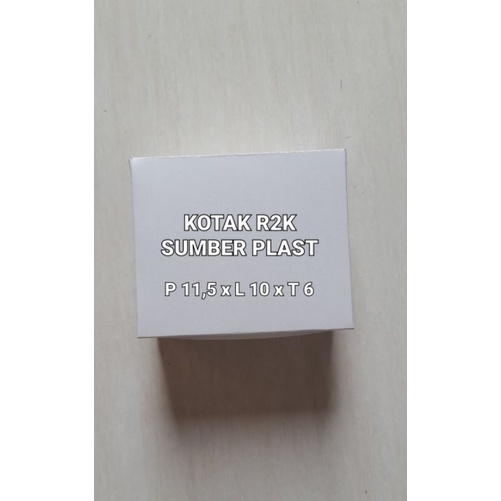 KOTAK R2K
SUMBER PLAST
P 11,5 x L 10 x T 6